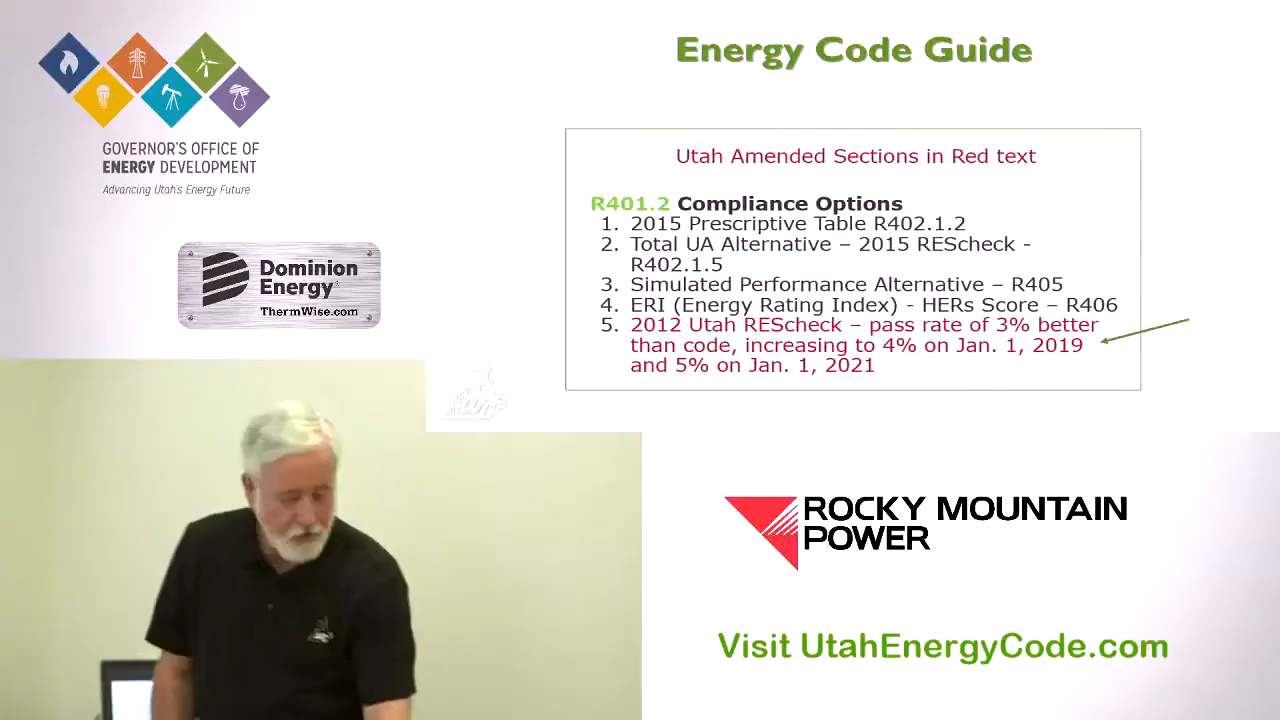 Energy Code Guide
GOVERNOR'S OFFICE OF
ENERGY DEVELOPMENT
Advancing Utah's Energy Future
Utah Amended Sections in Red text
R401.2 Compliance Options
1. 2015 Prescriptive Table R402.1.2
2. Total UA Alternative – 2015 REScheck -
R402.1.5
3. Simulated Performance Alternative – R405
4. ERI (Energy Rating Index) - HERs Score – R406
5. 2012 Utah REScheck – pass rate of 3% better
than code, increasing to 4% on Jan. 1, 2019
and 5% on Jan. 1, 2021
Dominion
Energy®
ThermWise.com
ROCKY MOUNTAIN
POWER
Visit UtahEnergyCode.com